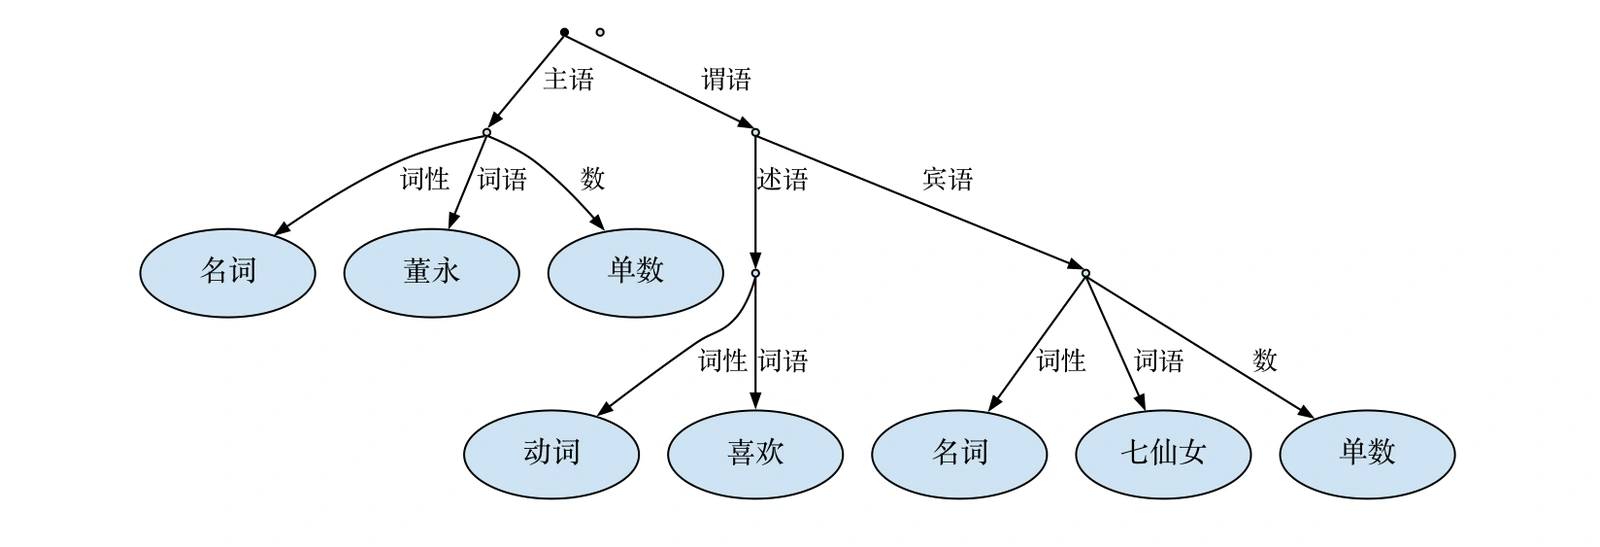 主语 谓语
词性 词语 数 述语 宾语
名词 董永 单数
词性 词语 词性 词语 数
动词 喜欢 名词 七仙女 单数